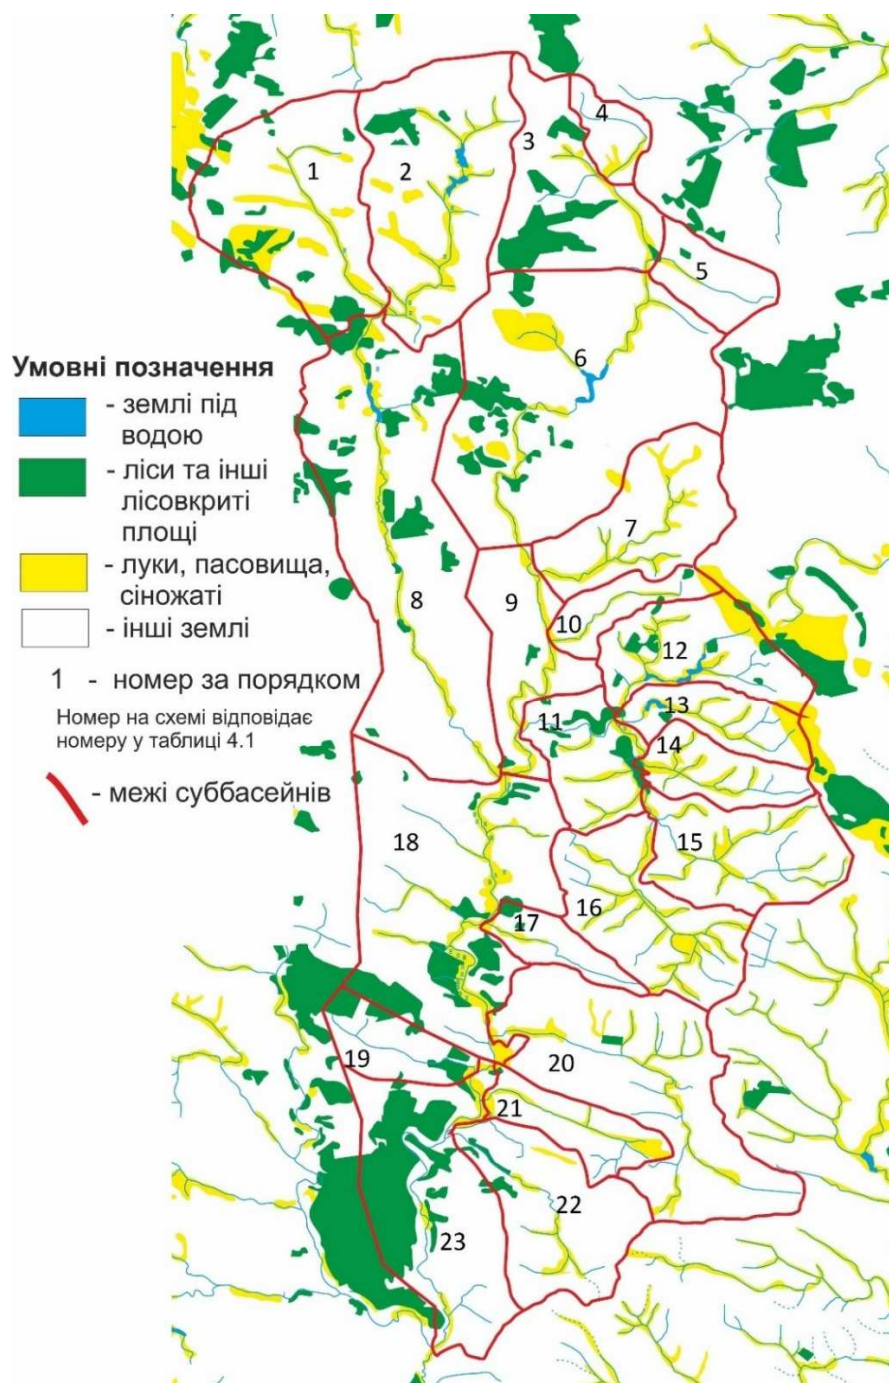 4
3
1
2
5
Умовні позначення
6
- землі під
водою
- ліси та інші
лісовкриті
площі
7
- луки, пасовища,
сіножаті
8
9
- інші землі
10
12
1 - номер за порядком
13
Номер на схемі відповідає
номеру у таблиці 4.1
11
14
- межі суббасейнів
18
15
16
17
19
20
21
22
23